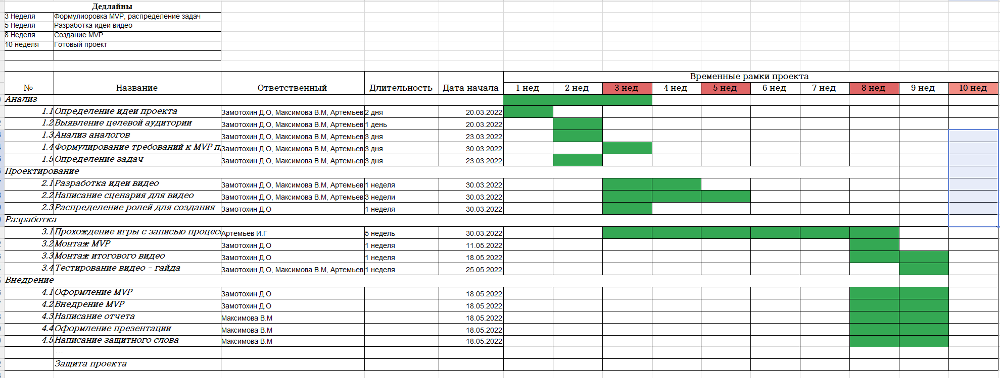 Дедлайны
3 Неделя Формулиоровка MVP, распределение задач
5 Неделя Разработка идеи видео
8 Неделя Создание MVP
10 неделя Готовый проект
Временные рамки проекта
№ Название Ответственный Длительность Дата начала 1 нед 2 нед 3 нед 4 нед 5 нед 6 нед 7 нед 8 нед 9 нед 10 нед
Анализ
1.1 Определение идеи проекта Замотохин Д.О, Максимова В.М, Артемьев 2 дня 20.03.2022
1.2 Выявление целевой аудитории Замотохин Д.О, Максимова В.М, Артемьев 1 день 20.03.2022
1.3 Анализ аналогов Замотохин Д.О, Максимова В.М, Артемьев 3 дня 23.03.2022
1.4 Формулирование требований к MVP п Замотохин Д.О, Максимова В.М, Артемьев 3 дня 30.03.2022
1.5 Определение задач Замотохин Д.О, Максимова В.М, Артемьев 3 дня 23.03.2022
Проектирование
2.1 Разработка идеи видео Замотохин Д.О, Максимова В.М, Артемьев 1 неделя 30.03.2022
2.2 Написание сценария для видео Замотохин Д.О, Максимова В.М, Артемьев 3 недели 30.03.2022
2.3 Распределение ролей для создания Замотохин Д.О 1 неделя 30.03.2022
Разработка
3.1 Прохождение игры с записью процесс Артемьев И.Г 5 недель 30.03.2022
3.2 Монтаж MVP Замотохин Д.О 1 неделя 11.05.2022
3.3 Монтаж итогового видео Замотохин Д.О 1 неделя 18.05.2022
3.4 Тестирование видео - гайда Замотохин Д.О, Максимова В.М, Артемьев 1 неделя 25.05.2022
Внедрение
4.1 Оформление MVP Замотохин Д.О 18.05.2022
4.2 Внедрение MVP Замотохин Д.О 18.05.2022
4.3 Написание отчета Максимова В.М 18.05.2022
4.4 Оформление презентации Максимова В.М 18.05.2022
4.5 Написание защитного слова Максимова В.М 18.05.2022
...
Защита проекта